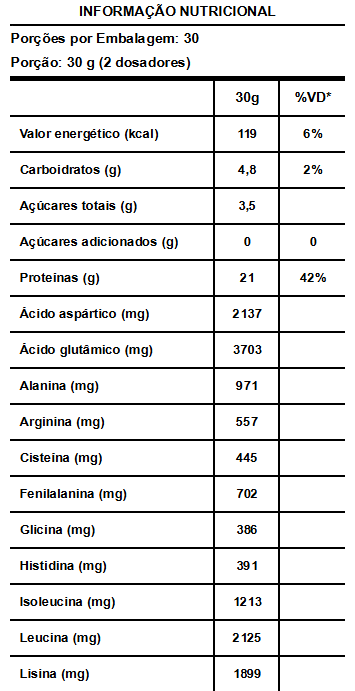 INFORMAÇÃO NUTRICIONAL
Porções por Embalagem: 30
Porção: 30 g (2 dosadores)
30g %VD*
Valor energético (kcal) 119 6%
Carboidratos (g) 4,8 2%
Açúcares totais (g) 3,5
Açúcares adicionados (g) 0 0
Proteínas (g) 21 42%
Ácido aspártico (mg) 2137
Ácido glutâmico (mg) 3703
Alanina (mg) 971
Arginina (mg) 557
Cisteína (mg) 445
Fenilalanina (mg) 702
Glicina (mg) 386
Histidina (mg) 391
Isoleucina (mg) 1213
Leucina (mg) 2125
Lisina (mg) 1899